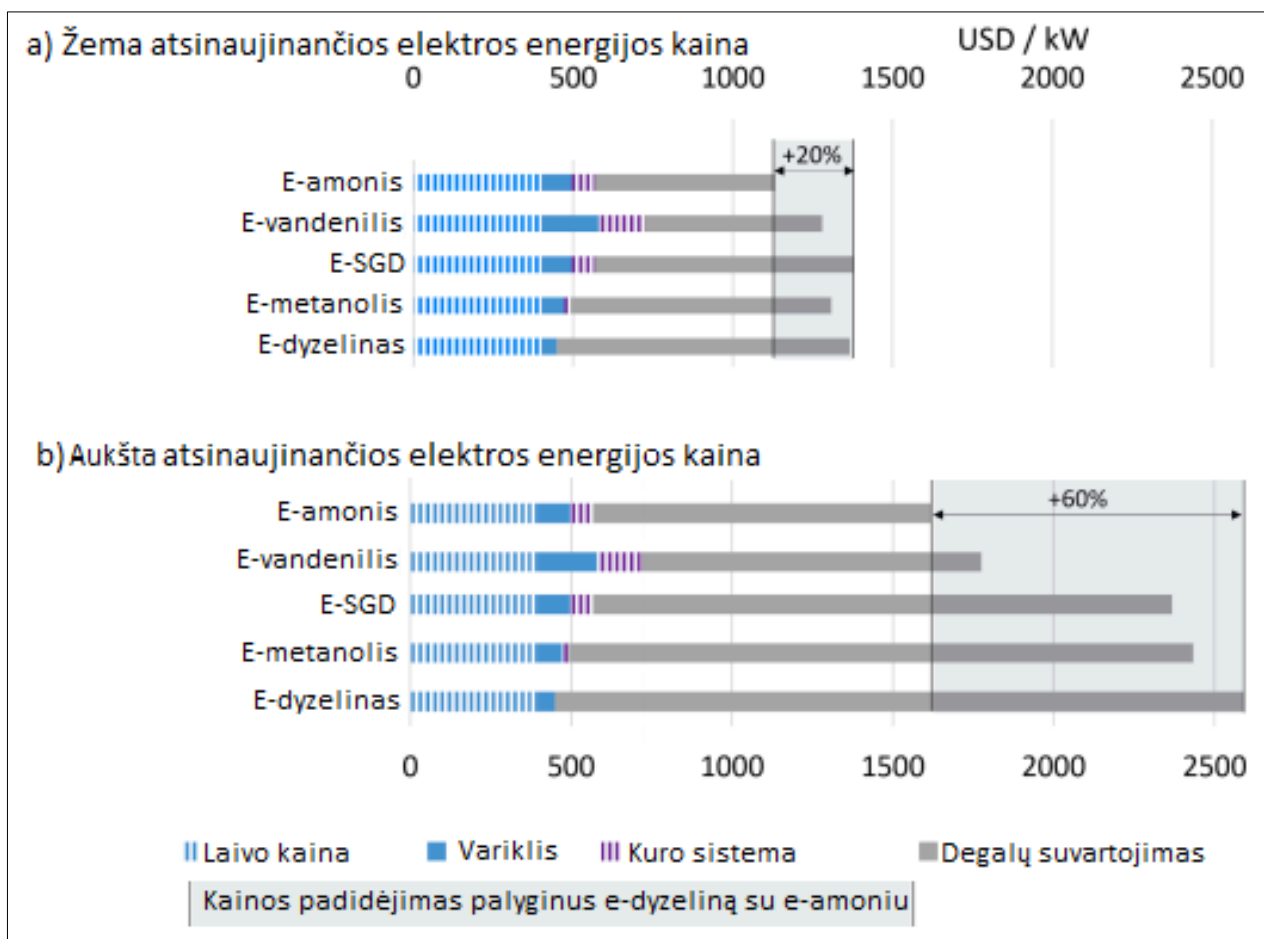 a) Žema atsinaujinančios elektros energijos kaina
USD / kW
0 500 1000 1500 2000 2500
+20%
E-amonis
E-vandenilis
E-SGD
E-metanolis
E-dyzelinas
b) Aukšta atsinaujinančios elektros energijos kaina
+60%
E-amonis
E-vandenilis
E-SGD
E-metanolis
E-dyzelinas
0 500 1000 1500 2000 2500
Laivo kaina Variklis Kuro sistema Degalų suvartojimas
Kainos padidėjimas palyginus e-dyzeliną su e-amoniu